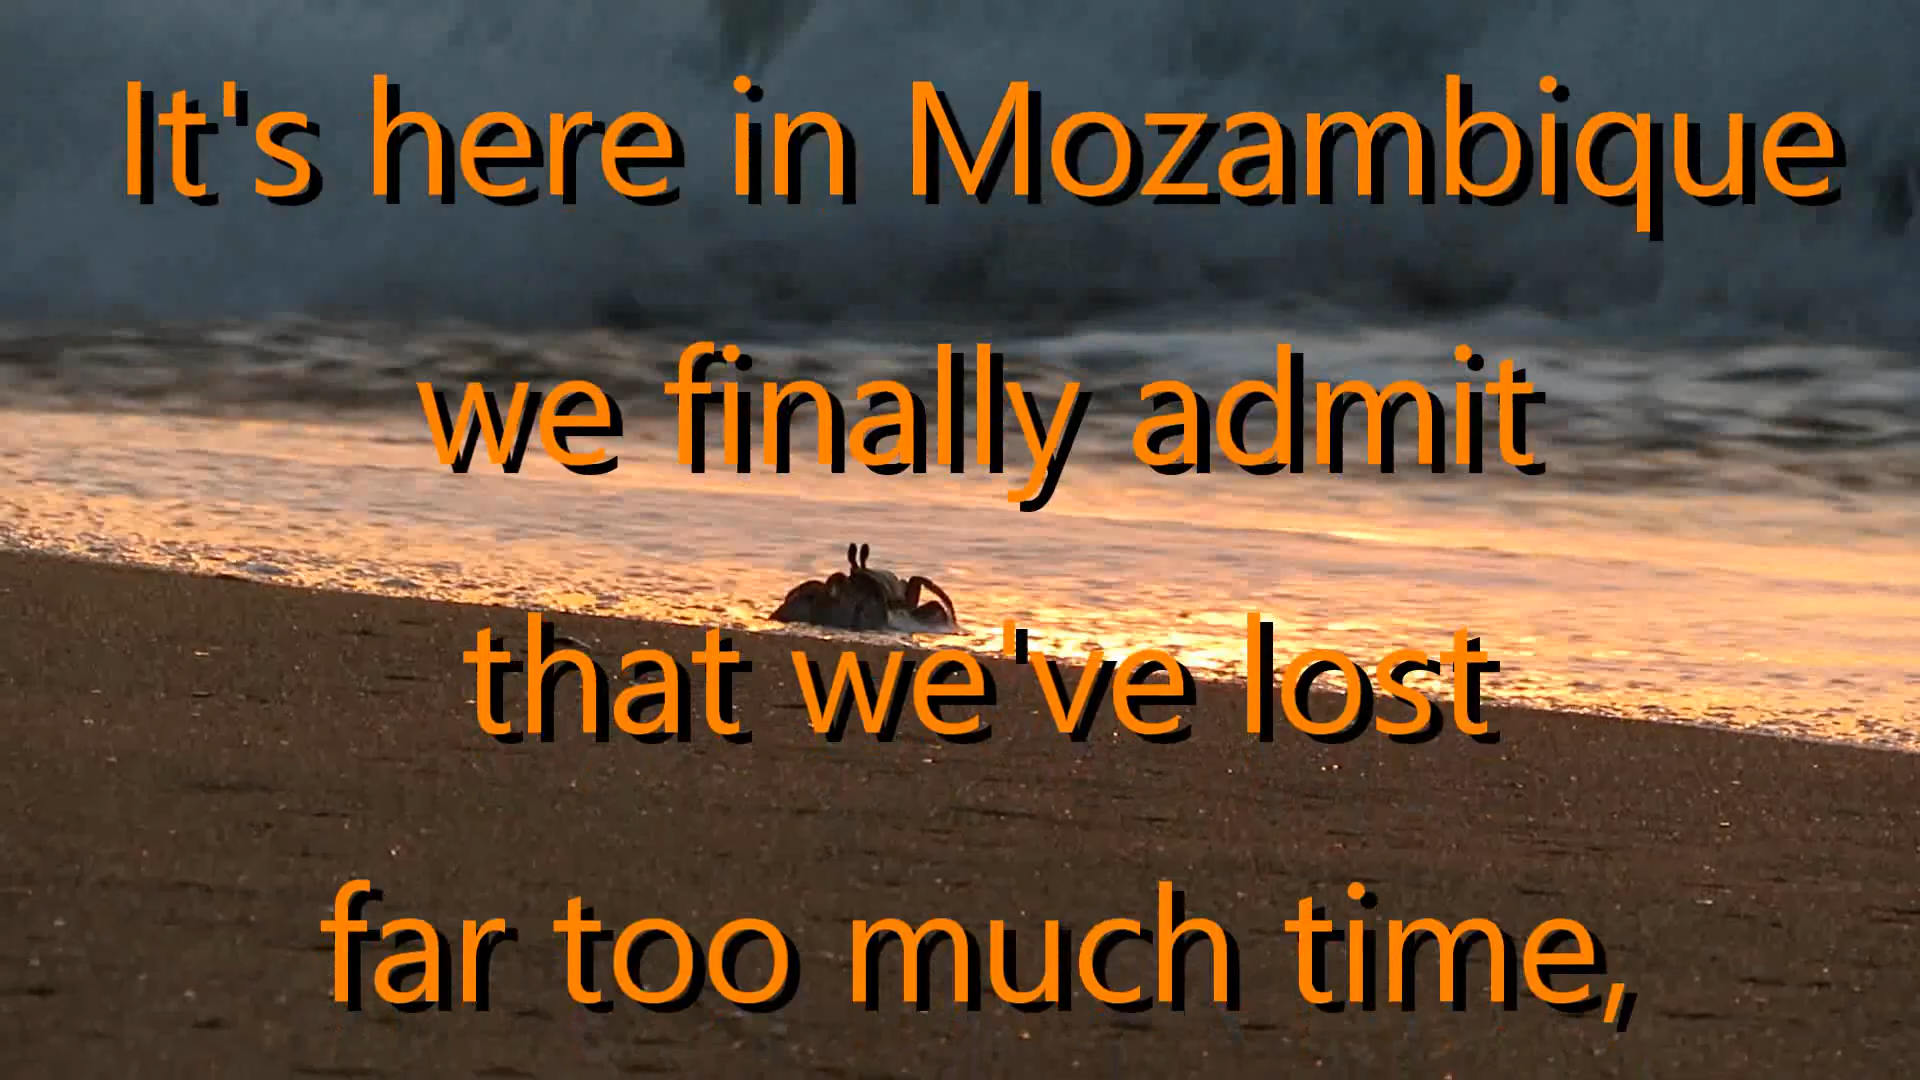 It's here in Mozambique
we finally admit
that we've lost
far too much time,